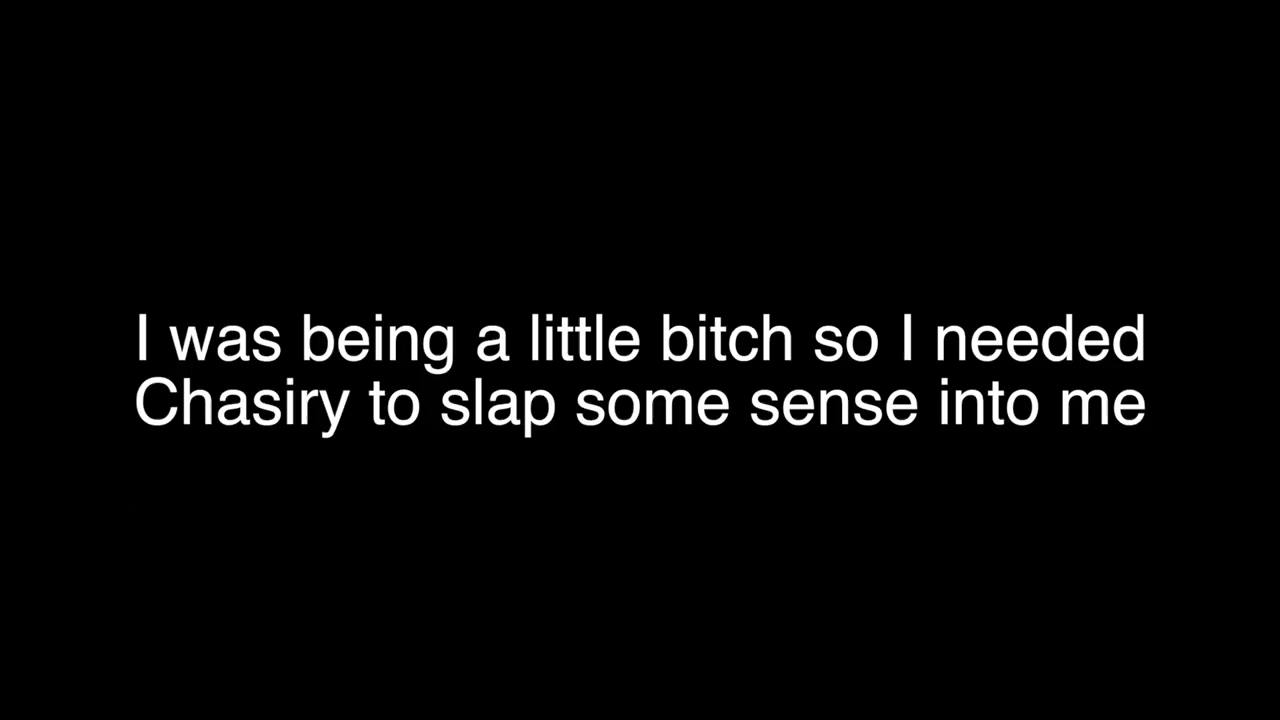 I was being a little bitch so I needed
Chasiry to slap some sense into me